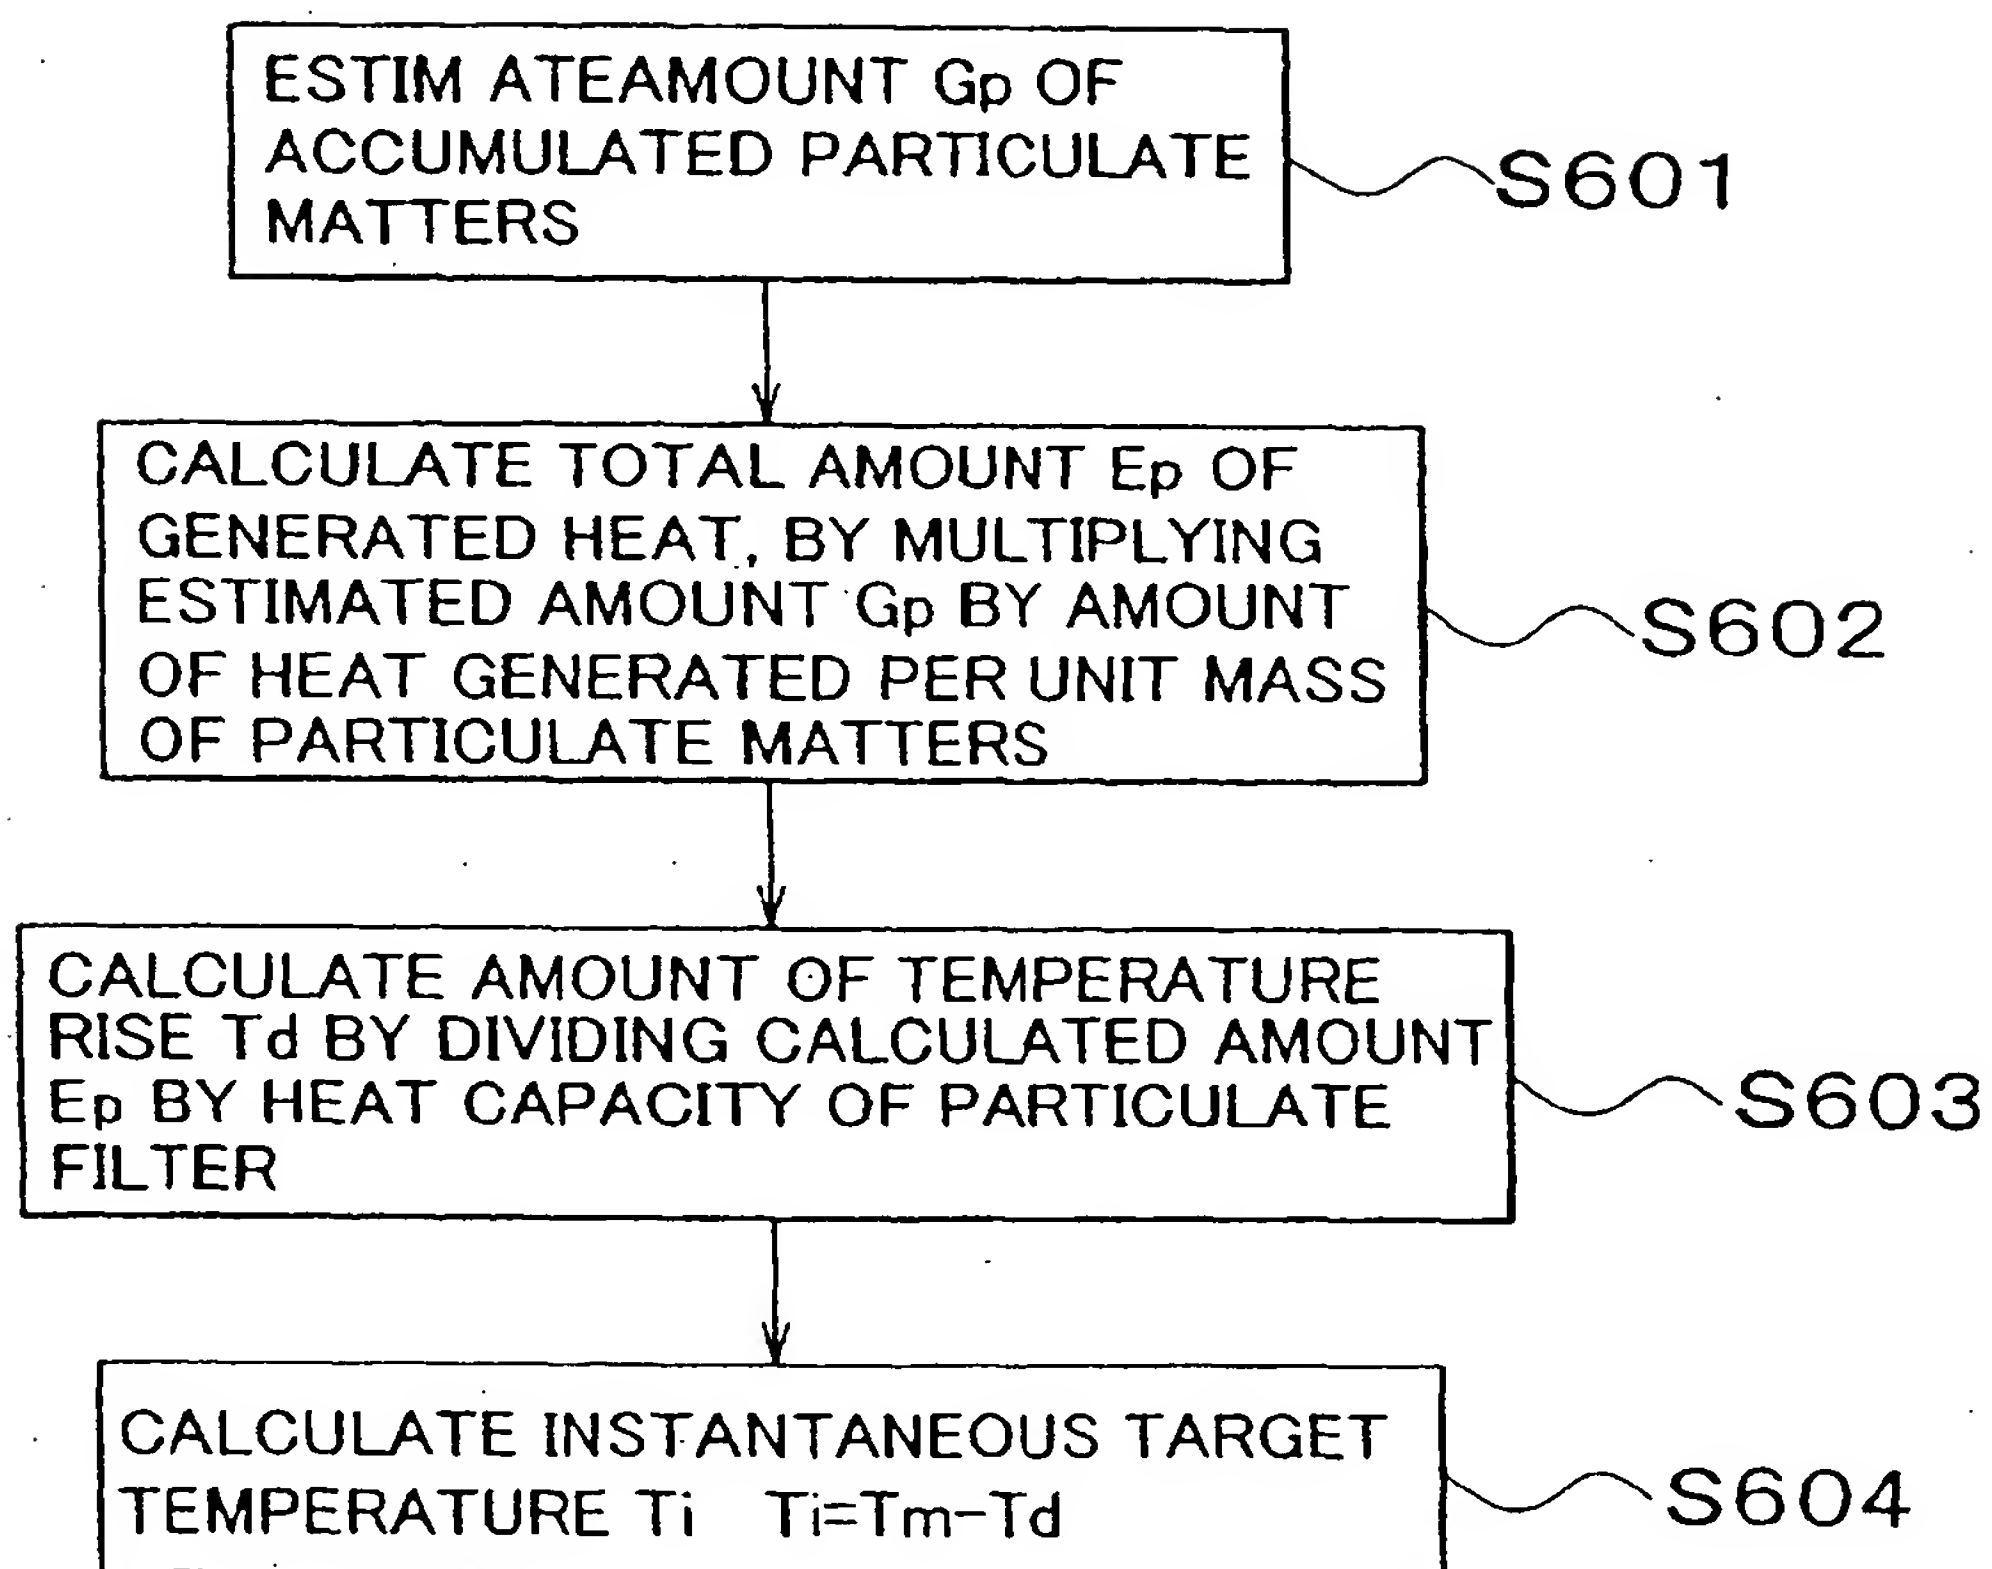 ESTIM ATEAMOUNT Gp OF
ACCUMULATED PARTICULATE
MATTERS
S601
CALCULATE TOTAL AMOUNT Ep OF
GENERATED HEAT, BY MULTIPLYING
ESTIMATED AMOUNT Gp BY AMOUNT
OF HEAT GENERATED PER UNIT MASS
OF PARTICULATE MATTERS
S602
CALCULATE AMOUNT OF TEMPERATURE
RISE Td BY DIVIDING CALCULATED AMOUNT
Ep BY HEAT CAPACITY OF PARTICULATE
FILTER
S603
CALCULATE INSTANTANEOUS TARGET
TEMPERATURE Ti Ti=Tm-Td
S604